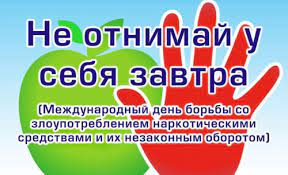 Не отнимай у
себя завтра
(Международный день борьбы со
злоупотреблением наркотическими
средствами и их незаконным оборотом)